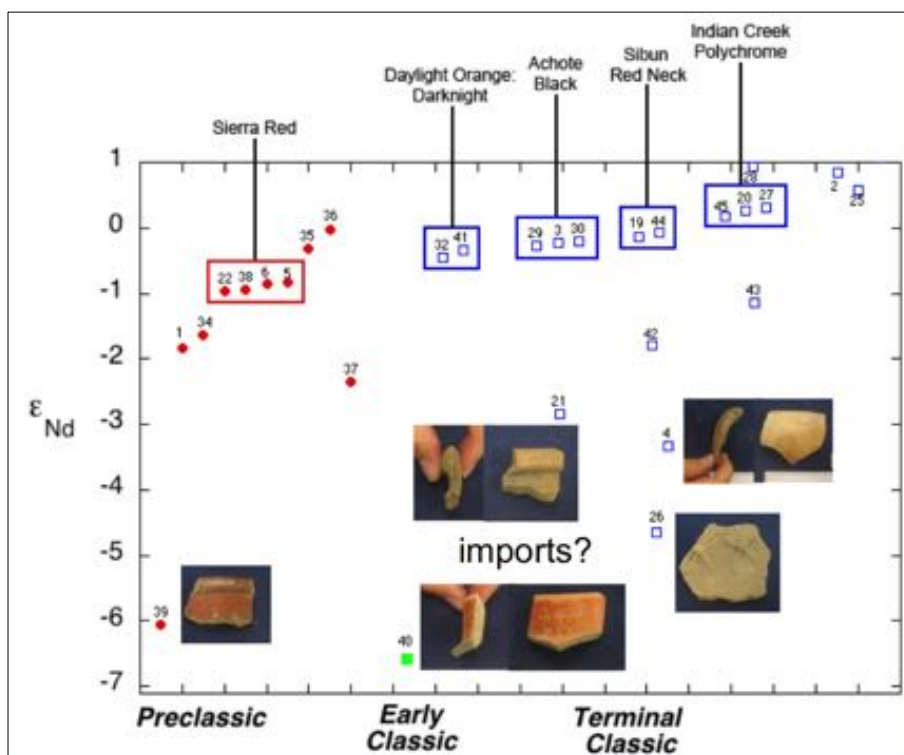 Indian Creek
Polychrome
Sibun
Red Neck
Achote
Black
Daylight Orange:
Darknight
Sierra Red
1
0
-1
-2
-3
-4
-5
-6
-7
ε Nd
1
34
22
38
6
5
35
36
37
39
40
32
41
29
3
30
19
44
45
20
27
28
2
25
43
42
21
4
26
imports?
Preclassic
Early
Classic
Terminal
Classic